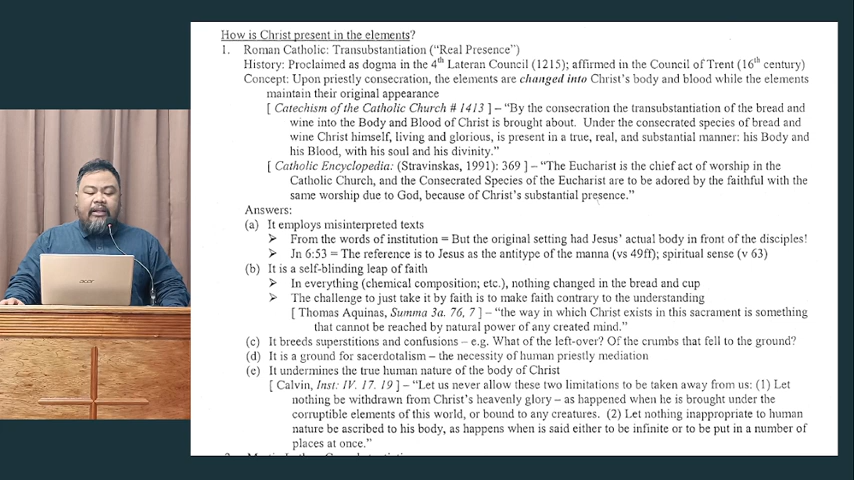 How is Christ present in the elements?
1. Roman Catholic: Transubstantiation ("Real Presence")
History: Proclaimed as dogma in the 4th Lateran Council (1215); affirmed in the Council of Trent (16th century)
Concept: Upon priestly consecration, the elements are changed into Christ's body and blood while the elements
maintain their original appearance
[ Catechism of the Catholic Church # 1413 ] – "By the consecration the transubstantiation of the bread and
wine into the Body and Blood of Christ is brought about. Under the consecrated species of bread and
wine Christ himself, living and glorious, is present in a true, real, and substantial manner: his Body and
his Blood, with his soul and his divinity."
[ Catholic Encyclopedia: (Stravinskas, 1991): 369 ] – "The Eucharist is the chief act of worship in the
Catholic Church, and the Consecrated Species of the Eucharist are to be adored by the faithful with the
same worship due to God, because of Christ's substantial presence."
Answers:
(a) It employs misinterpreted texts
➢ From the words of institution = But the original setting had Jesus' actual body in front of the disciples!
➢ Jn 6:53 = The reference is to Jesus as the antitype of the manna (vs 49ff); spiritual sense (v 63)
(b) It is a self-blinding leap of faith
➢ In everything (chemical composition; etc.), nothing changed in the bread and cup
➢ The challenge to just take it by faith is to make faith contrary to the understanding
[ Thomas Aquinas, Summa 3a. 76, 7 ] – "the way in which Christ exists in this sacrament is something
that cannot be reached by natural power of any created mind."
(c) It breeds superstitions and confusions – e.g. What of the left-over? Of the crumbs that fell to the ground?
(d) It is a ground for sacerdotalism – the necessity of human priestly mediation
(e) It undermines the true human nature of the body of Christ
[ Calvin, Inst: IV. 17. 19 ] – "Let us never allow these two limitations to be taken away from us: (1) Let
nothing be withdrawn from Christ's heavenly glory – as happened when he is brought under the
corruptible elements of this world, or bound to any creatures. (2) Let nothing inappropriate to human
nature be ascribed to his body, as happens when is said either to be infinite or to be put in a number of
places at once."
acer